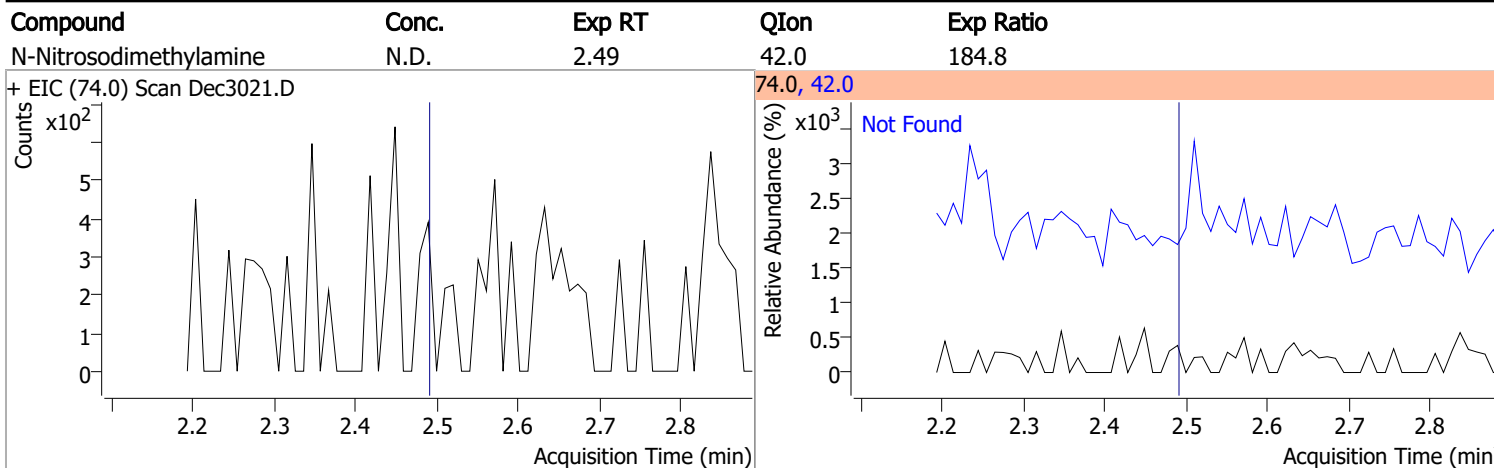 Compound Conc. Exp RT QIon Exp Ratio
N-Nitrosodimethylamine N.D. 2.49 42.0 184.8
+ EIC (74.0) Scan Dec3021.D
Counts
x10²
5
4
3
2
1
0
2.2 2.3 2.4 2.5 2.6 2.7 2.8
Acquisition Time (min)
74.0, 42.0
Relative Abundance (%)
x10³
Not Found
3
2.5
2
1.5
1
0.5
0
2.2 2.3 2.4 2.5 2.6 2.7 2.8
Acquisition Time (min